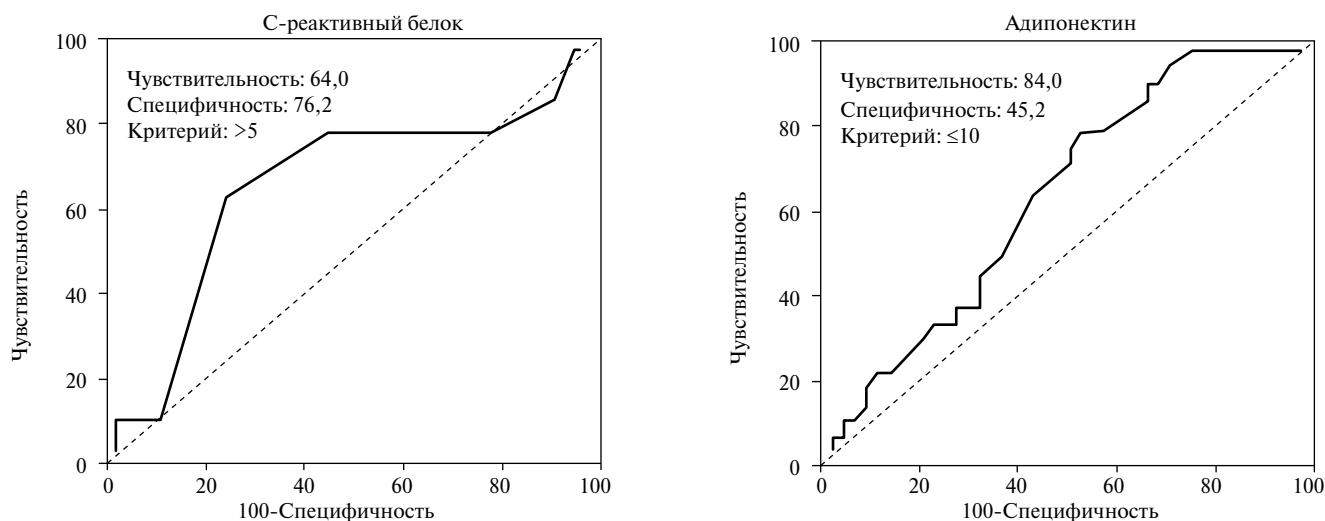 С-реактивный белок
Чувствительность: 64,0
Специфичность: 76,2
Критерий: >5
Чувствительность
100
80
60
40
20
0
0 20 40 60 80 100
100-Специфичность
Адипонектин
Чувствительность: 84,0
Специфичность: 45,2
Критерий: ≤10
Чувствительность
100
80
60
40
20
0
0 20 40 60 80 100
100-Специфичность